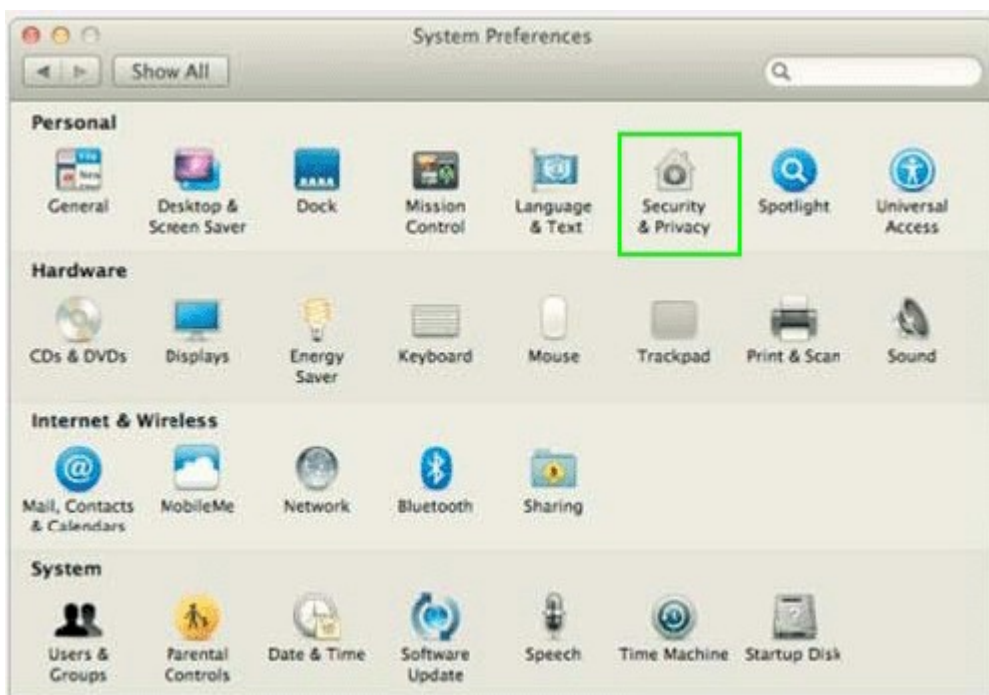 System Preferences
Show All
Personal
General
Desktop &
Screen Saver
Dock
Mission
Control
Language
& Text
Security
& Privacy
Spotlight
Universal
Access
Hardware
CDs & DVDs
Displays
Energy
Saver
Keyboard
Mouse
Trackpad
Print & Scan
Sound
Internet & Wireless
Mail, Contacts
& Calendars
MobileMe
Network
Bluetooth
Sharing
System
Users &
Groups
Parental
Controls
Date & Time
Software
Update
Speech
Time Machine
Startup Disk